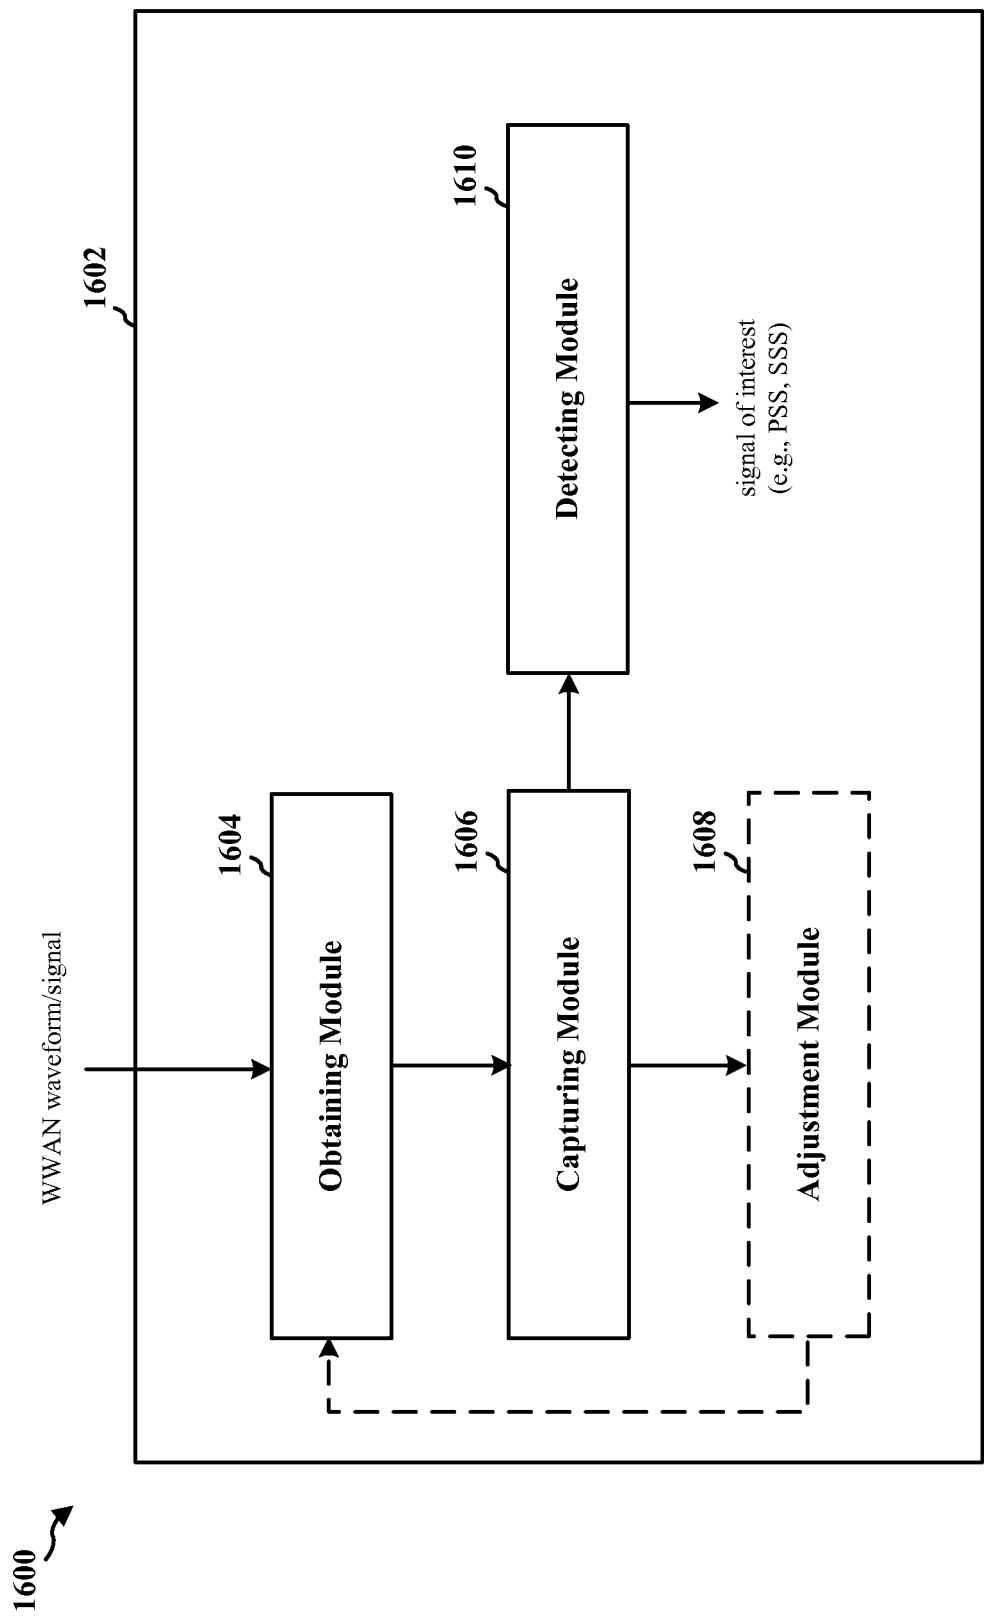 1600
1602
WWAN waveform/signal
1604
Obtaining Module
1606
Capturing Module
1608
Adjustment Module
1610
Detecting Module
signal of interest
(e.g., PSS, SSS)